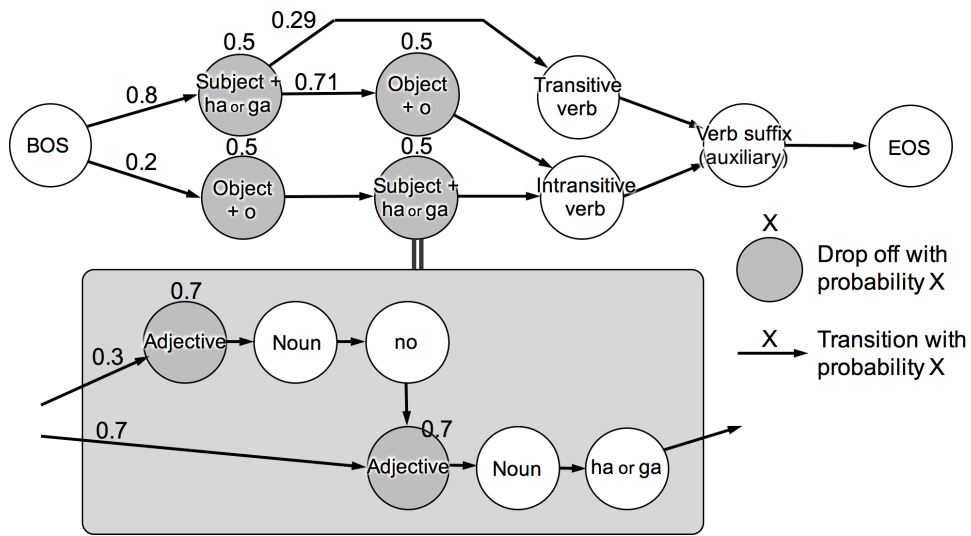 0.29
0.5
0.5
Subject +
ha or ga
0.71
Object
+ o
Transitive
verb
0.8
BOS
0.2
Verb suffix
(auxiliary)
EOS
0.5
0.5
Object
+ o
Subject +
ha or ga
Intransitive
verb
X
Drop off with
probability X
X
Transition with
probability X
0.7
Adjective
Noun
no
0.3
0.7
0.7
Adjective
Noun
ha or ga